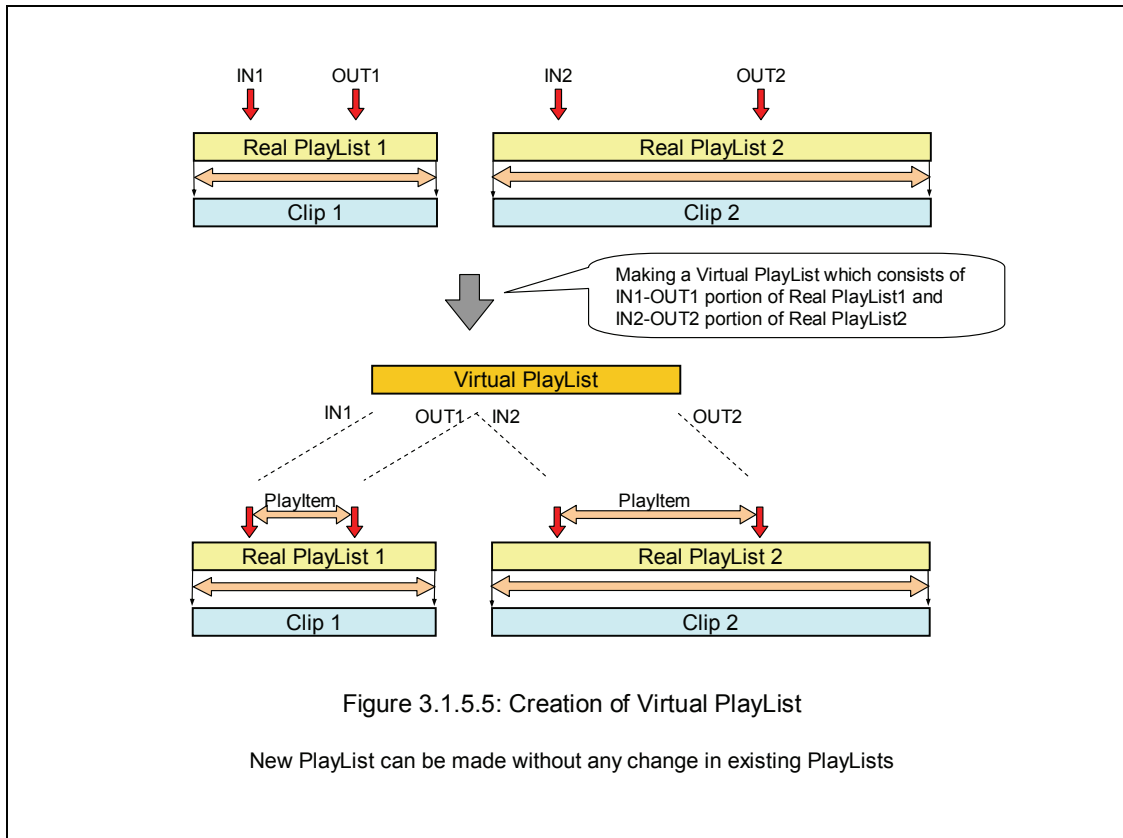 IN1 OUT1 IN2 OUT2
Real PlayList 1 Real PlayList 2
Clip 1 Clip 2
Making a Virtual PlayList which consists of
IN1-OUT1 portion of Real PlayList1 and
IN2-OUT2 portion of Real PlayList2
Virtual PlayList
IN1 OUT1 IN2 OUT2
PlayItem PlayItem
Real PlayList 1 Real PlayList 2
Clip 1 Clip 2
Figure 3.1.5.5: Creation of Virtual PlayList
New PlayList can be made without any change in existing PlayLists